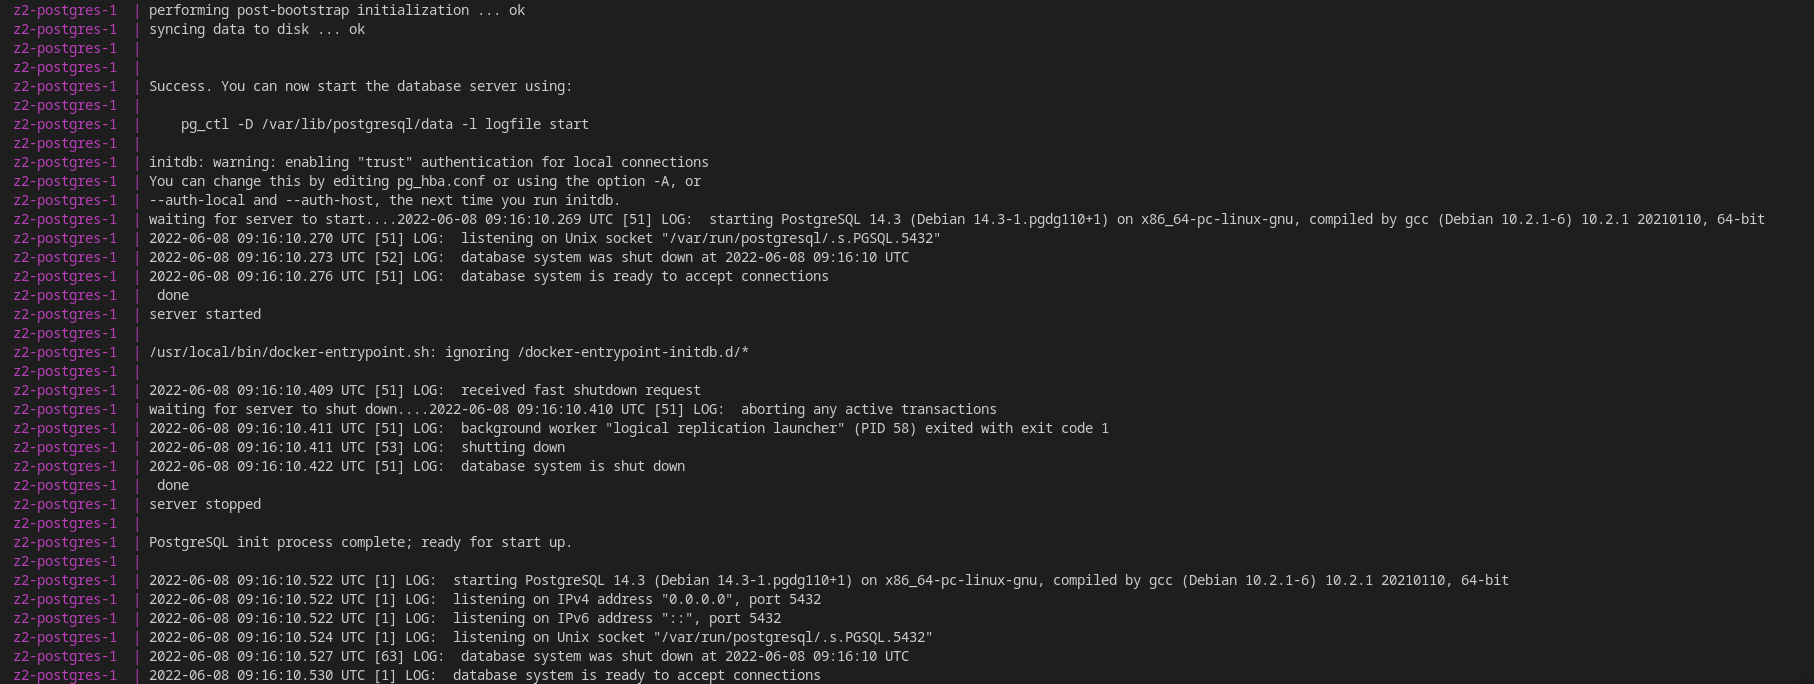 z2-postgres-1  | performing post-bootstrap initialization ... ok
z2-postgres-1  | syncing data to disk ... ok
z2-postgres-1  |
z2-postgres-1  |
z2-postgres-1  | Success. You can now start the database server using:
z2-postgres-1  |
z2-postgres-1  |     pg_ctl -D /var/lib/postgresql/data -l logfile start
z2-postgres-1  |
z2-postgres-1  | initdb: warning: enabling "trust" authentication for local connections
z2-postgres-1  | You can change this by editing pg_hba.conf or using the option -A, or
z2-postgres-1  | --auth-local and --auth-host, the next time you run initdb.
z2-postgres-1  | waiting for server to start....2022-06-08 09:16:10.269 UTC [51] LOG:  starting PostgreSQL 14.3 (Debian 14.3-1.pgdg110+1) on x86_64-pc-linux-gnu, compiled by gcc (Debian 10.2.1-6) 10.2.1 20210110, 64-bit
z2-postgres-1  | 2022-06-08 09:16:10.270 UTC [51] LOG:  listening on Unix socket "/var/run/postgresql/.s.PGSQL.5432"
z2-postgres-1  | 2022-06-08 09:16:10.273 UTC [52] LOG:  database system was shut down at 2022-06-08 09:16:10 UTC
z2-postgres-1  | 2022-06-08 09:16:10.276 UTC [51] LOG:  database system is ready to accept connections
z2-postgres-1  |  done
z2-postgres-1  | server started
z2-postgres-1  |
z2-postgres-1  | /usr/local/bin/docker-entrypoint.sh: ignoring /docker-entrypoint-initdb.d/*
z2-postgres-1  |
z2-postgres-1  | 2022-06-08 09:16:10.409 UTC [51] LOG:  received fast shutdown request
z2-postgres-1  | waiting for server to shut down....2022-06-08 09:16:10.410 UTC [51] LOG:  aborting any active transactions
z2-postgres-1  | 2022-06-08 09:16:10.411 UTC [51] LOG:  background worker "logical replication launcher" (PID 58) exited with exit code 1
z2-postgres-1  | 2022-06-08 09:16:10.411 UTC [53] LOG:  shutting down
z2-postgres-1  | 2022-06-08 09:16:10.422 UTC [51] LOG:  database system is shut down
z2-postgres-1  |  done
z2-postgres-1  | server stopped
z2-postgres-1  |
z2-postgres-1  | PostgreSQL init process complete; ready for start up.
z2-postgres-1  |
z2-postgres-1  | 2022-06-08 09:16:10.522 UTC [1] LOG:  starting PostgreSQL 14.3 (Debian 14.3-1.pgdg110+1) on x86_64-pc-linux-gnu, compiled by gcc (Debian 10.2.1-6) 10.2.1 20210110, 64-bit
z2-postgres-1  | 2022-06-08 09:16:10.522 UTC [1] LOG:  listening on IPv4 address "0.0.0.0", port 5432
z2-postgres-1  | 2022-06-08 09:16:10.522 UTC [1] LOG:  listening on IPv6 address "::", port 5432
z2-postgres-1  | 2022-06-08 09:16:10.524 UTC [1] LOG:  listening on Unix socket "/var/run/postgresql/.s.PGSQL.5432"
z2-postgres-1  | 2022-06-08 09:16:10.527 UTC [63] LOG:  database system was shut down at 2022-06-08 09:16:10 UTC
z2-postgres-1  | 2022-06-08 09:16:10.530 UTC [1] LOG:  database system is ready to accept connections